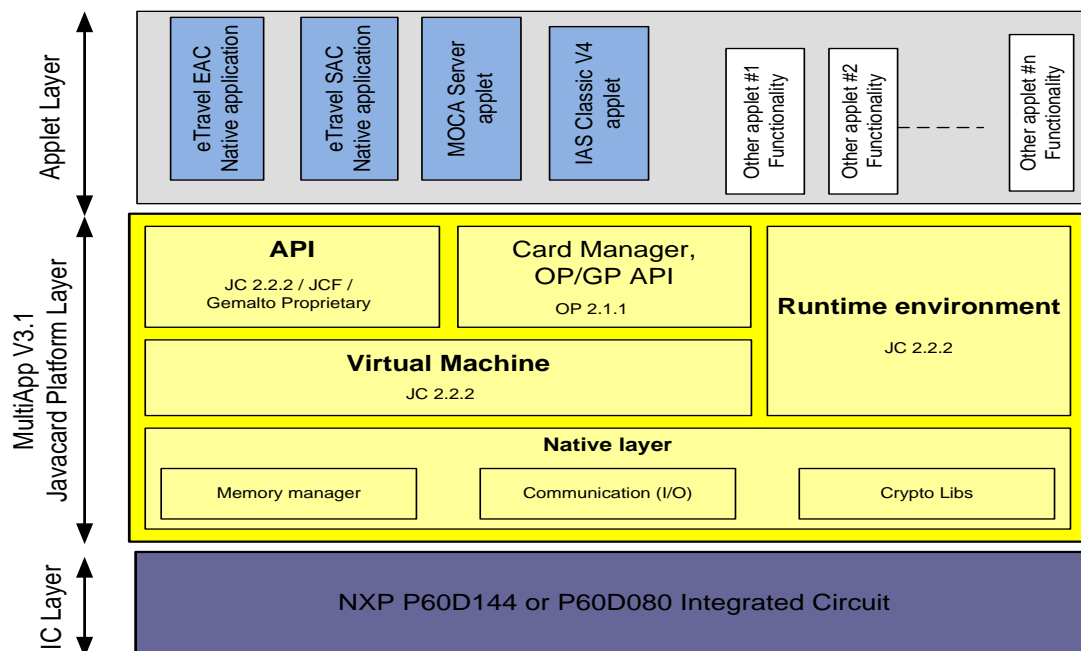 Applet Layer
eTravel EAC
Native application
eTravel SAC
Native application
MOCA Server
applet
IAS Classic V4
applet
Other applet #1
Functionality
Other applet #2
Functionality
Other applet #n
Functionality
MultiApp V3.1
Javacard Platform Layer
API
JC 2.2.2 / JCF /
Gemalto Proprietary
Card Manager,
OP/GP API
OP 2.1.1
Runtime environment
JC 2.2.2
Virtual Machine
JC 2.2.2
Native layer
Memory manager
Communication (I/O)
Crypto Libs
IC Layer
NXP P60D144 or P60D080 Integrated Circuit